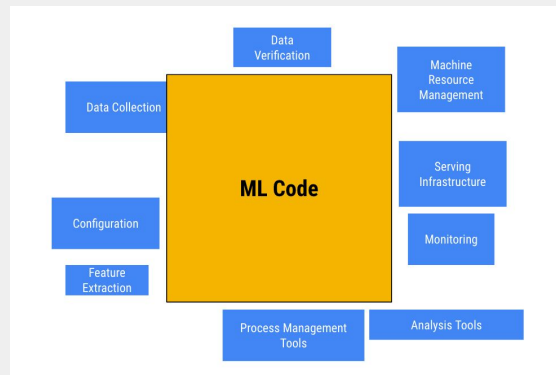 Data
Verification
Machine
Resource
Management
Data Collection
ML Code
Serving
Infrastructure
Configuration
Monitoring
Feature
Extraction
Process Management
Tools
Analysis Tools